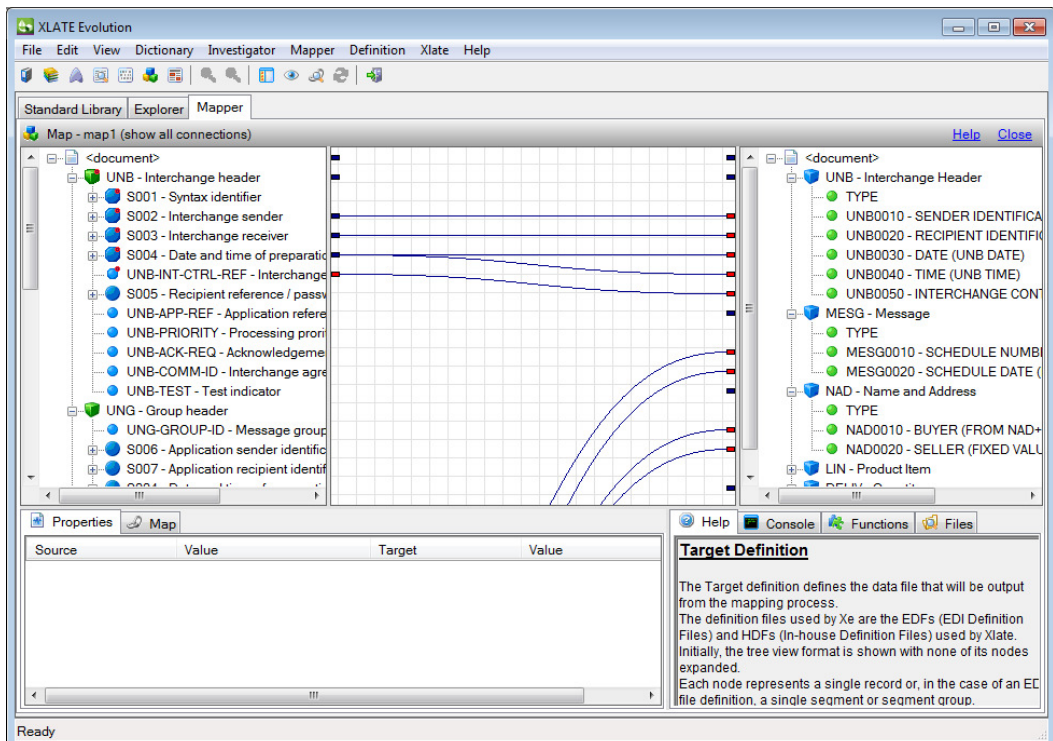 XLATE Evolution
File Edit View Dictionary Investigator Mapper Definition Xlate Help
Standard Library Explorer Mapper
Map - map1 (show all connections) Help Close
<document>
UNB - Interchange header
S001 - Syntax identifier
S002 - Interchange sender
S003 - Interchange receiver
S004 - Date and time of preparatic
UNB-INT-CTRL-REF - Interchange
S005 - Recipient reference / passw
UNB-APP-REF - Application refere
UNB-PRIORITY - Processing prori
UNB-ACK-REQ - Acknowledgeme
UNB-COMM-ID - Interchange agre
UNB-TEST - Test indicator
UNG - Group header
UNG-GROUP-ID - Message group
S006 - Application sender identific
S007 - Application recipient identif
<document>
UNB - Interchange Header
TYPE
UNB0010 - SENDER IDENTIFICA
UNB0020 - RECIPIENT IDENTIFIC
UNB0030 - DATE (UNB DATE)
UNB0040 - TIME (UNB TIME)
UNB0050 - INTERCHANGE CONT
MESG - Message
TYPE
MESG0010 - SCHEDULE NUMBI
MESG0020 - SCHEDULE DATE (
NAD - Name and Address
TYPE
NAD0010 - BUYER (FROM NAD+
NAD0020 - SELLER (FIXED VALU
LIN - Product Item
Properties Map
Source Value Target Value
Help Console Functions Files
Target Definition
The Target definition defines the data file that will be output
from the mapping process.
The definition files used by Xe are the EDFs (EDI Definition
Files) and HDFs (In-house Definition Files) used by Xlate.
Initially, the tree view format is shown with none of its nodes
expanded.
Each node represents a single record or, in the case of an ED
file definition, a single segment or segment group.
Ready